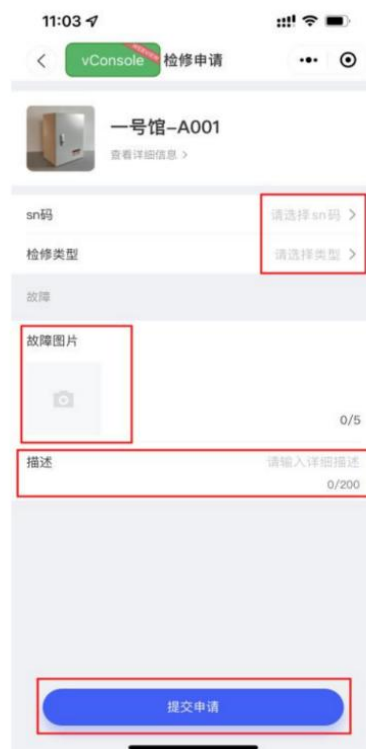 11:03
vConsole 检修申请
一号馆-A001
查看详细信息 >
sn码 请选择sn码 >
检修类型 请选择类型 >
故障
故障图片
0/5
描述 请输入详细描述
0/200
提交申请